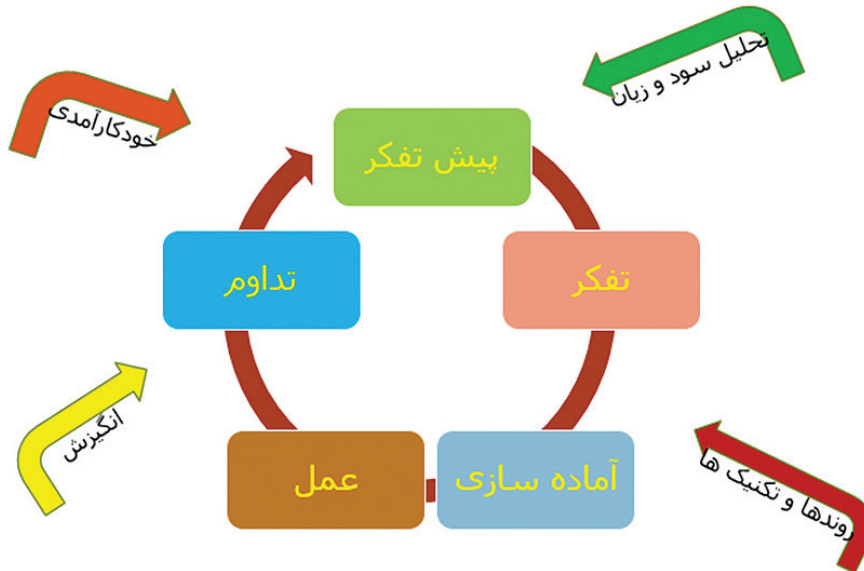 تحلیل سود و زیان
خودکارآمدی
پیش تفکر
تفکر
تداوم
آماده سازی
عمل
انگیزش
روندها و تکنیک ها